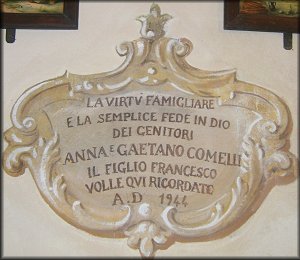 LA VIRTÙ FAMIGLIARE
E LA SEMPLICE FEDE IN DIO
DEI GENITORI
ANNA E GAETANO COMELLI
IL FIGLIO FRANCESCO
VOLLE QVI RICORDATE
A.D 1944